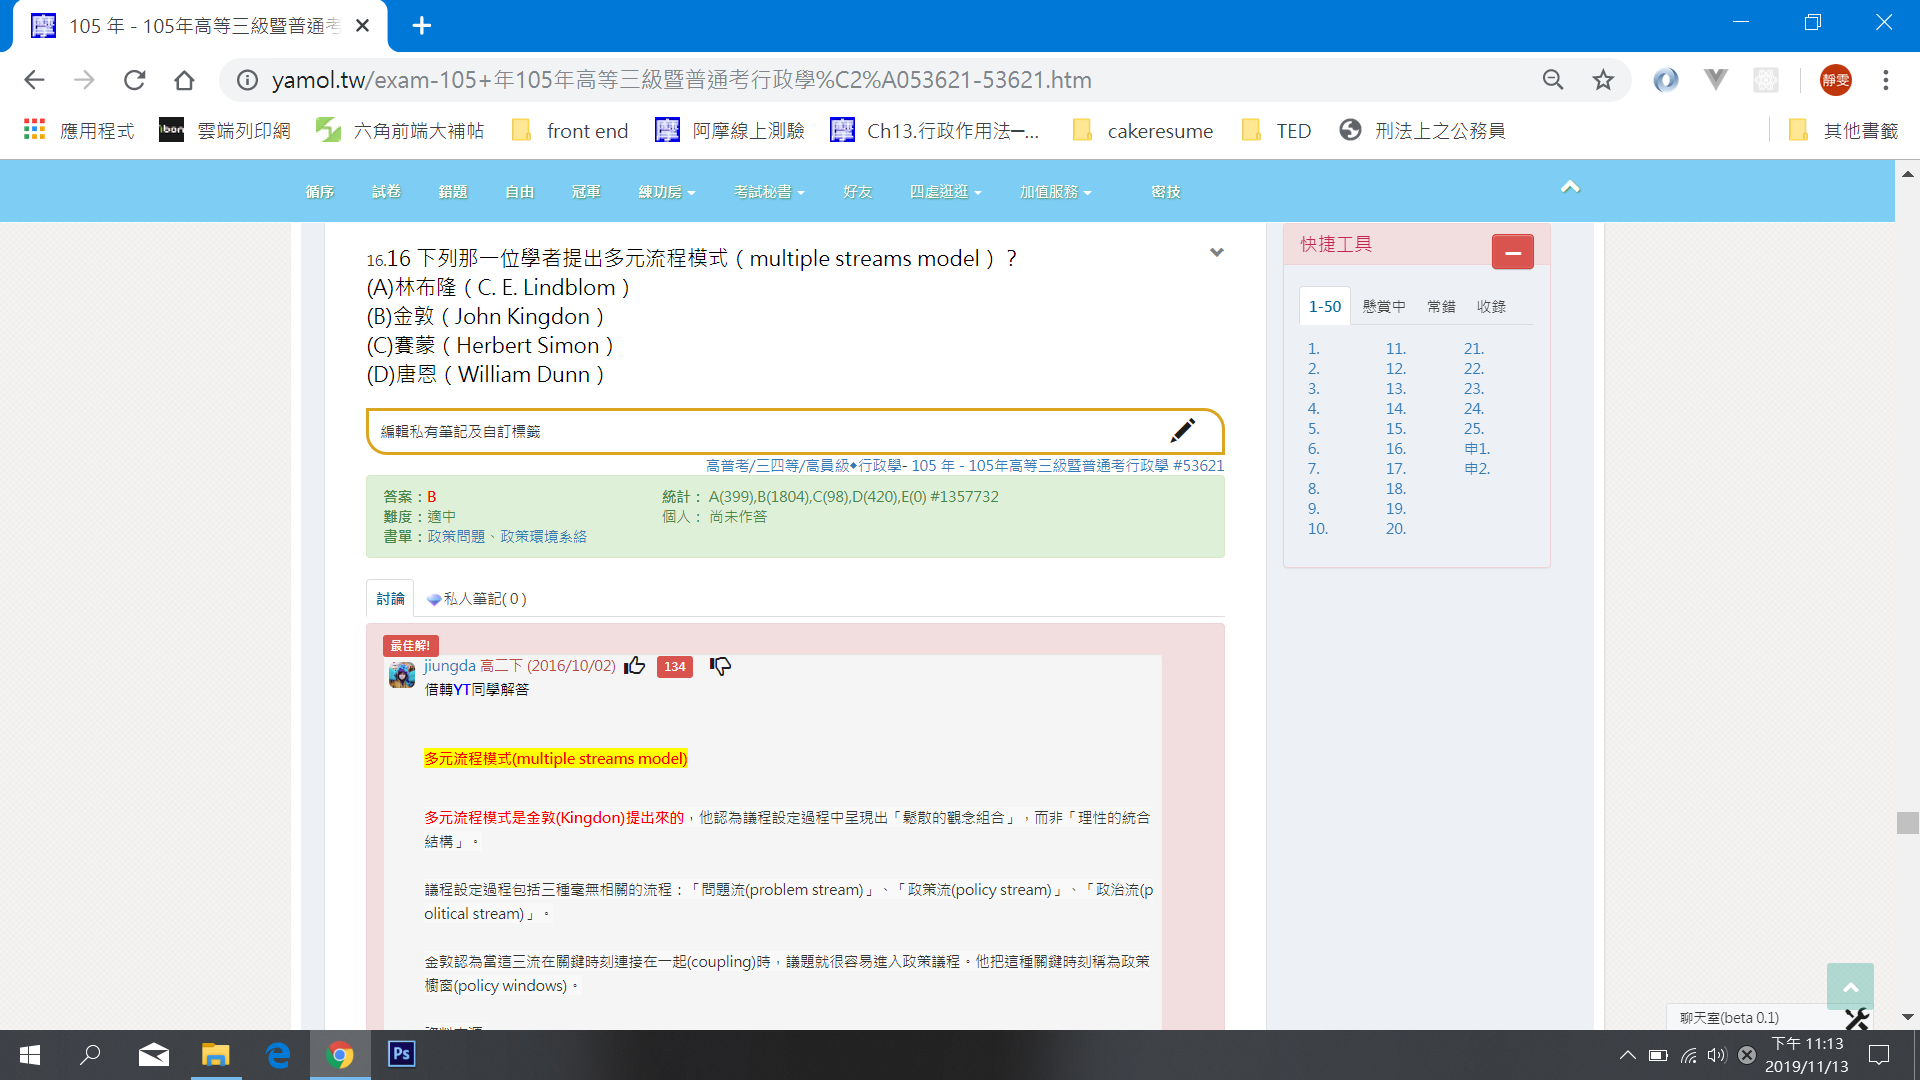 105 年 - 105年高等三級暨普通考
yamol.tw/exam-105+年105年高等三級暨普通考行政學%C2%A053621-53621.htm
靜雯
應用程式
ibon
雲端列印網
六角前端大補帖
front end
阿摩線上測驗
Ch13.行政作用法─...
cakeresume
TED
刑法上之公務員
其他書籤
循序
試卷
錯題
自由
冠軍
練功房
考試秘書
好友
四處逛逛
加值服務
密技
16.16 下列那一位學者提出多元流程模式（multiple streams model）？
(A)林布隆（C. E. Lindblom）
(B)金敦（John Kingdon）
(C)賽蒙（Herbert Simon）
(D)唐恩（William Dunn）
編輯私有筆記及自訂標籤
高普考/三四等/高員級◆行政學- 105 年 - 105年高等三級暨普通考行政學 #53621
答案：B
統計： A(399),B(1804),C(98),D(420),E(0) #1357732
難度：適中
個人： 尚未作答
書單：政策問題、政策環境系絡
討論
私人筆記( 0 )
最佳解!
jiungda 高二下 (2016/10/02)
134
借轉YT同學解答
多元流程模式(multiple streams model)
多元流程模式是金敦(Kingdon)提出來的，他認為議程設定過程中呈現出「鬆散的觀念組合」，而非「理性的統合
結構」。
議程設定過程包括三種毫無相關的流程：「問題流(problem stream)」、「政策流(policy stream)」、「政治流(p
olitical stream)」。
金敦認為當這三流在關鍵時刻連接在一起(coupling)時，議題就很容易進入政策議程。他把這種關鍵時刻稱為政策
櫥窗(policy windows)。
快捷工具
1-50
懸賞中
常錯
收錄
1.
11.
21.
2.
12.
22.
3.
13.
23.
4.
14.
24.
5.
15.
25.
6.
16.
申1.
7.
17.
申2.
8.
18.
9.
19.
10.
20.
聊天室(beta 0.1)
Ps
下午 11:13
2019/11/13